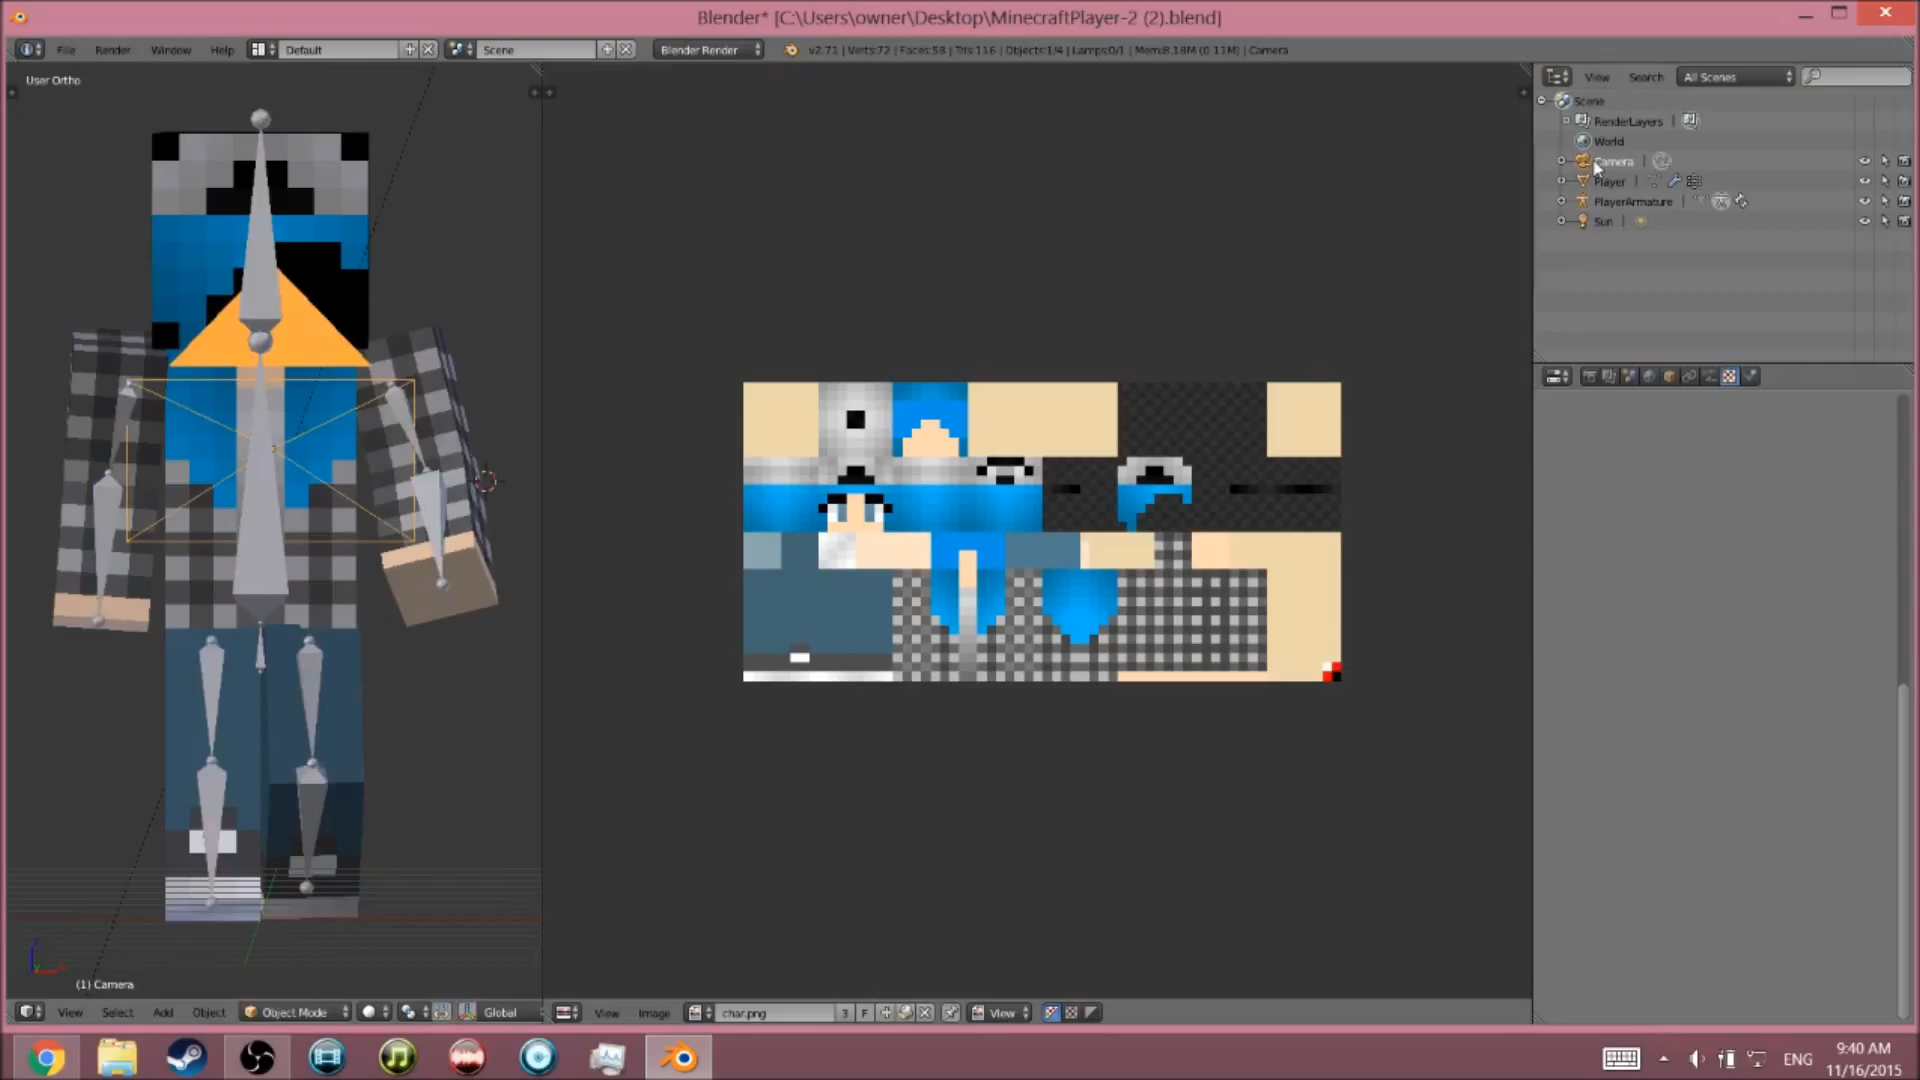 Blender* [C:\Users\owner\Desktop\MinecraftPlayer-2 (2).blend]
File Render Window Help Default Scene Blender Render v2.71 | Verts:72 | Faces:58 | Tris:116 | Objects:1/4 | Lamps:0/1 | Mem:8.18M (0.11M) | Camera
User Ortho
View Search All Scenes
Scene
RenderLayers
World
Camera
Player
PlayerArmature
Sun
(1) Camera
View Select Add Object Object Mode Global
View Image char.png 3 F View
ENG
9:40 AM
11/16/2015